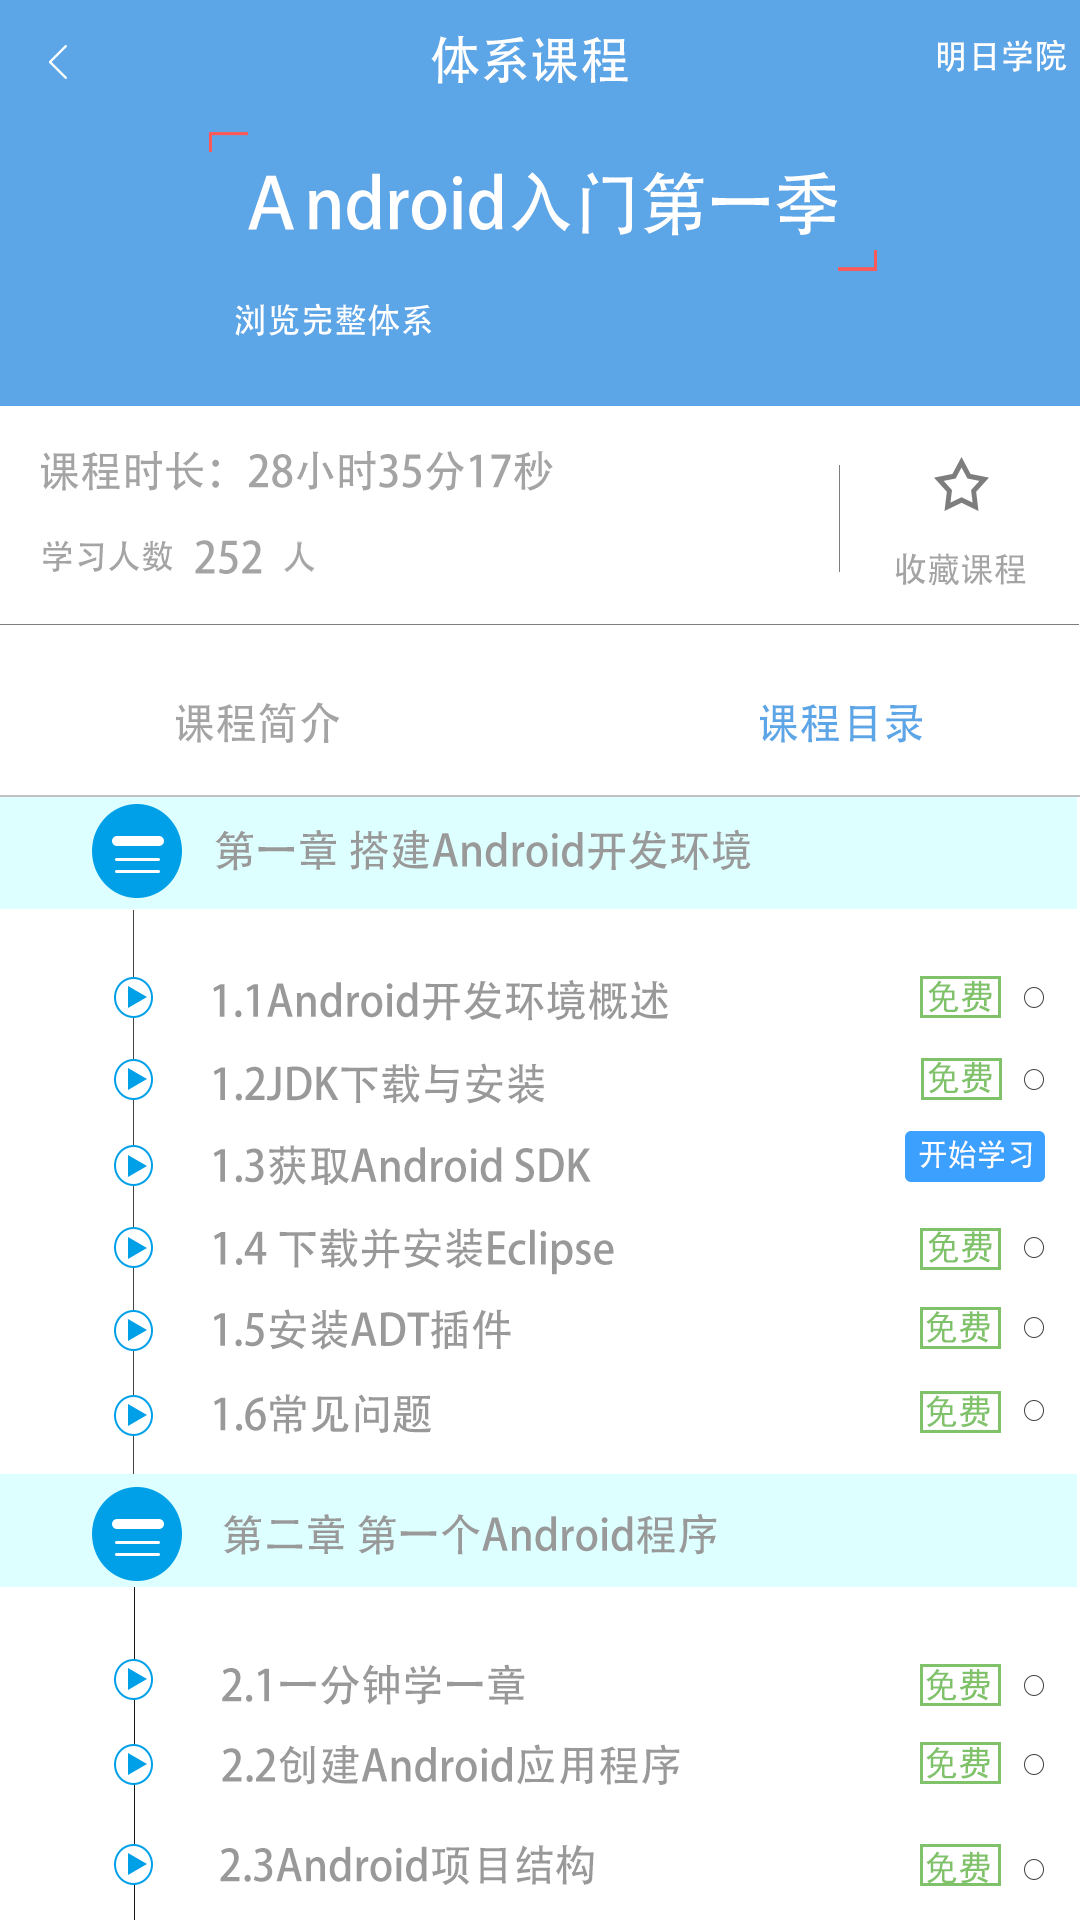 体系课程
明日学院
Android入门第一季
浏览完整体系
课程时长：28小时35分17秒
学习人数 252 人
收藏课程
课程简介
课程目录
第一章 搭建Android开发环境
1.1Android开发环境概述 免费
1.2JDK下载与安装 免费
1.3获取Android SDK 开始学习
1.4 下载并安装Eclipse 免费
1.5安装ADT插件 免费
1.6常见问题 免费
第二章 第一个Android程序
2.1一分钟学一章 免费
2.2创建Android应用程序 免费
2.3Android项目结构 免费